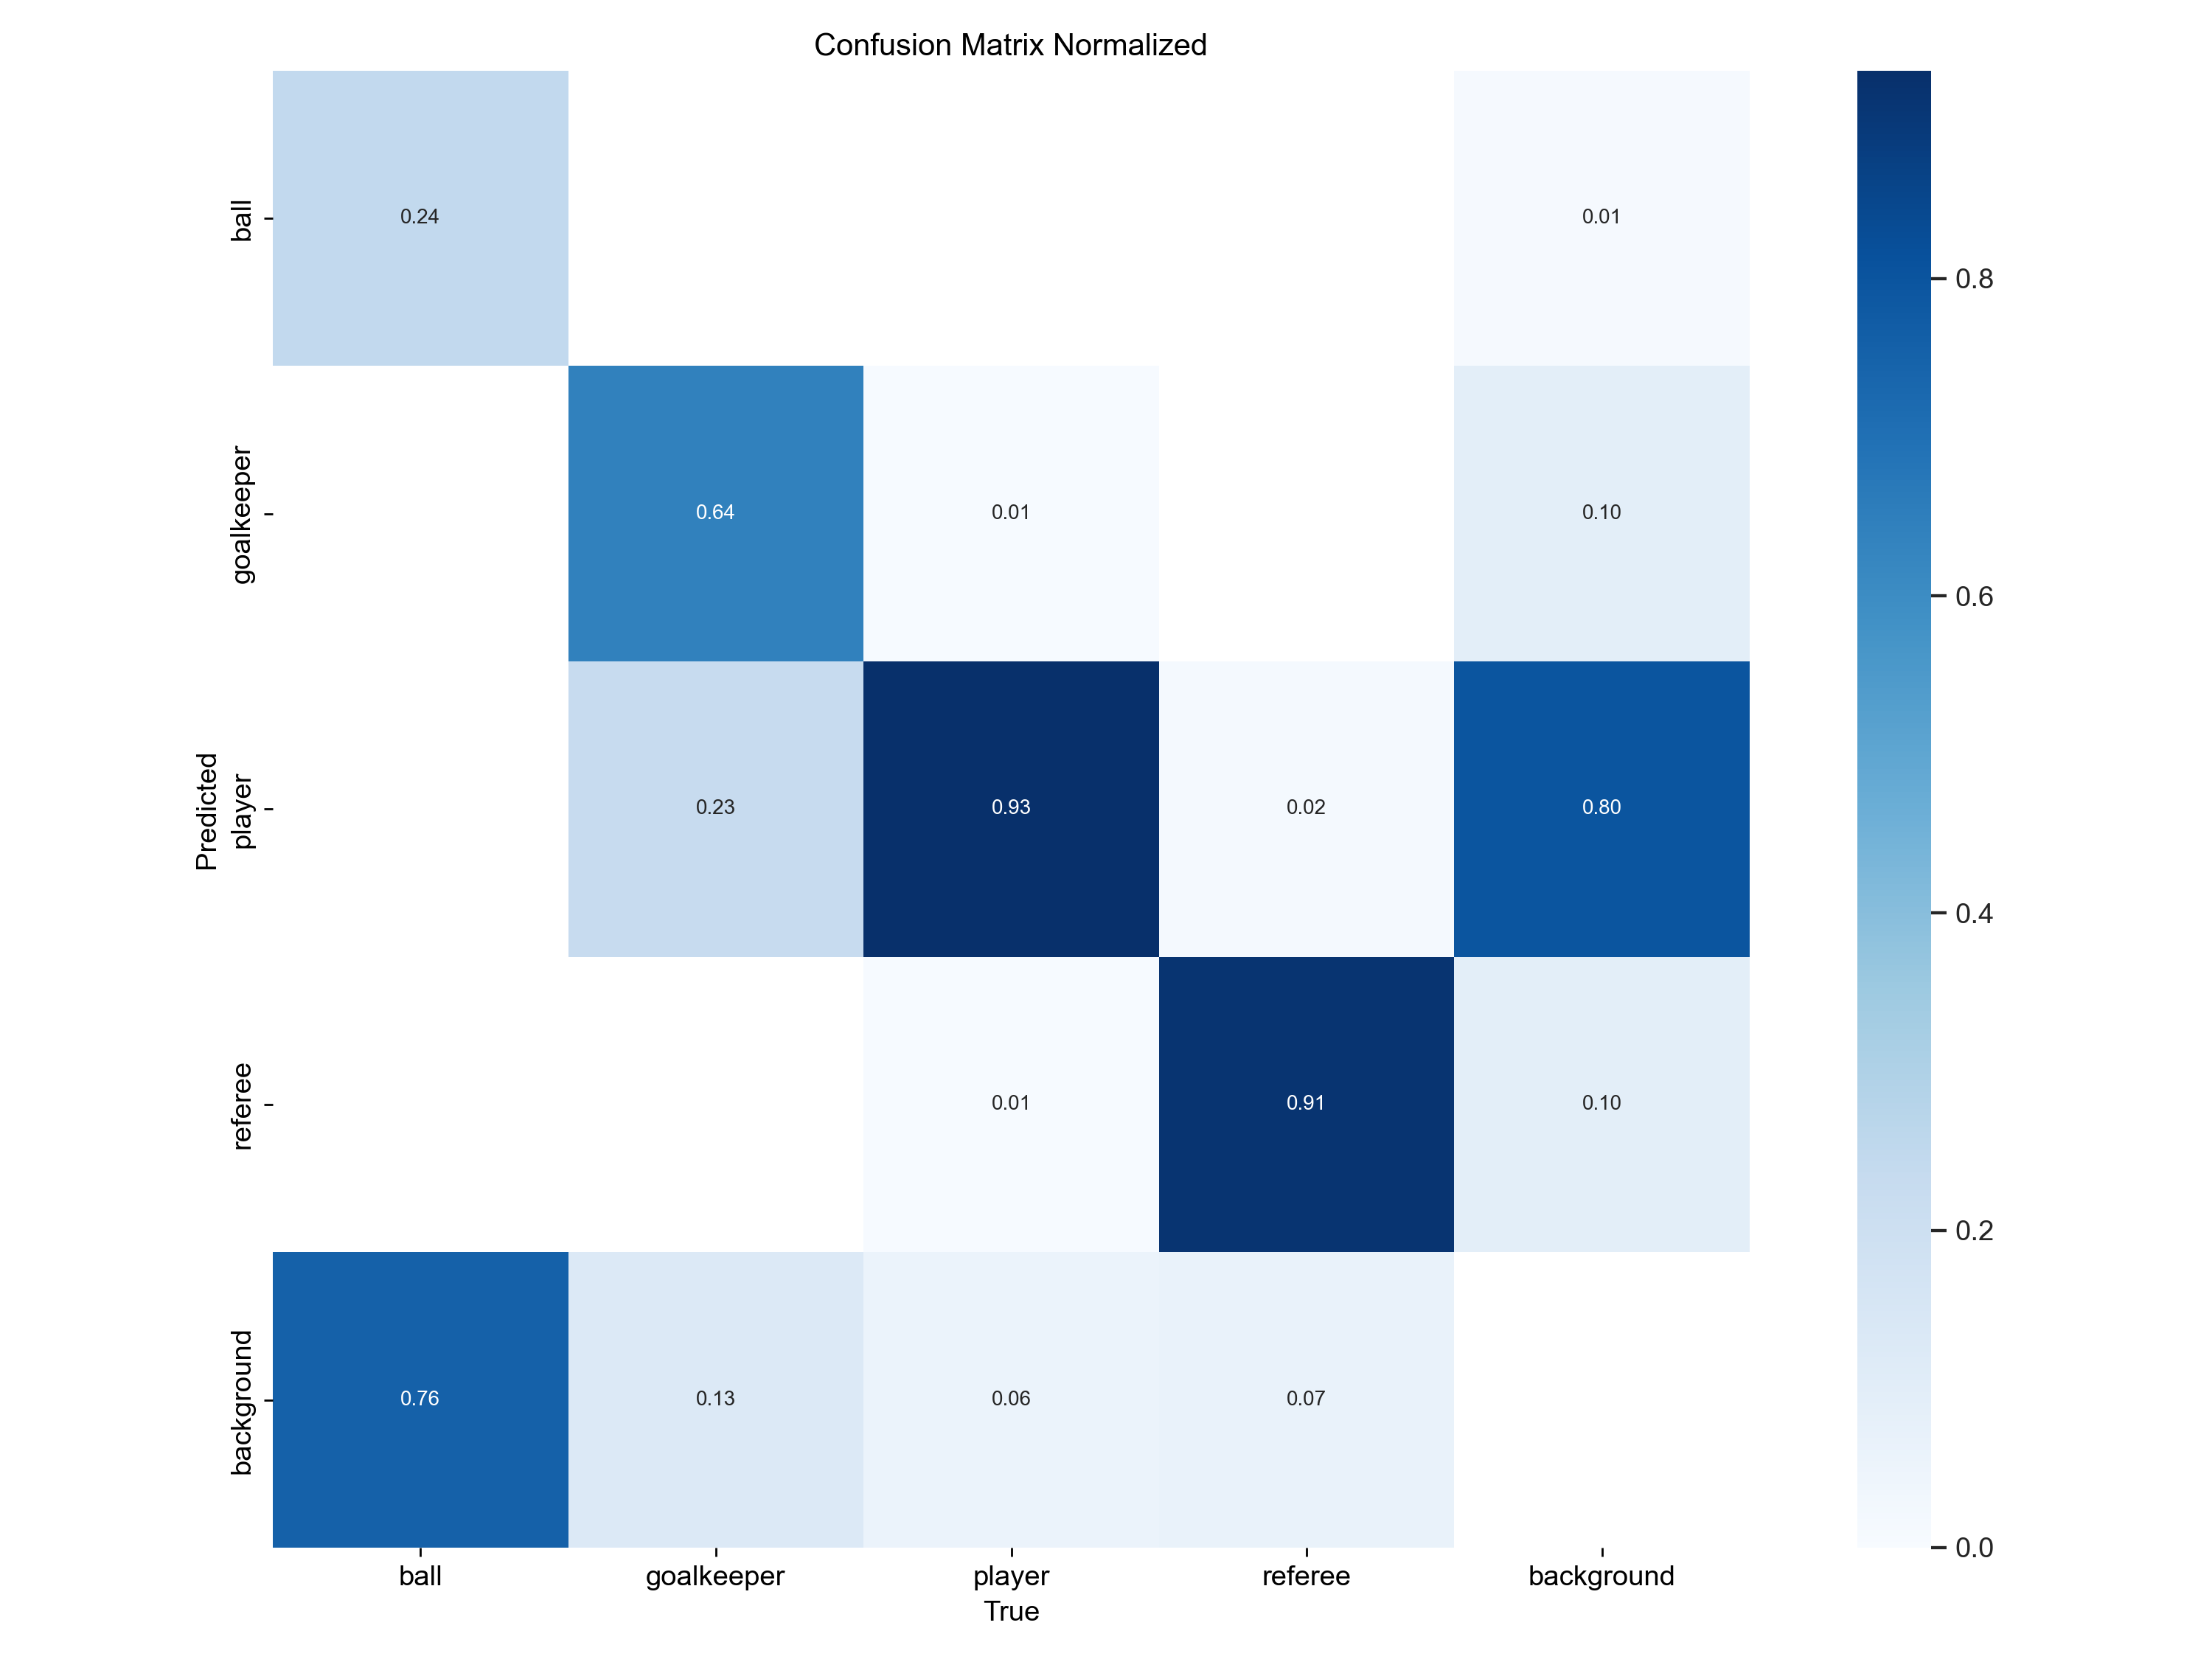 Confusion Matrix Normalized
ball
0.24
0.01
0.8
goalkeeper
0.64
0.01
0.10
0.6
Predicted
player
0.23
0.93
0.02
0.80
0.4
referee
0.01
0.91
0.10
0.2
background
0.76
0.13
0.06
0.07
0.0
ball goalkeeper player referee background
True